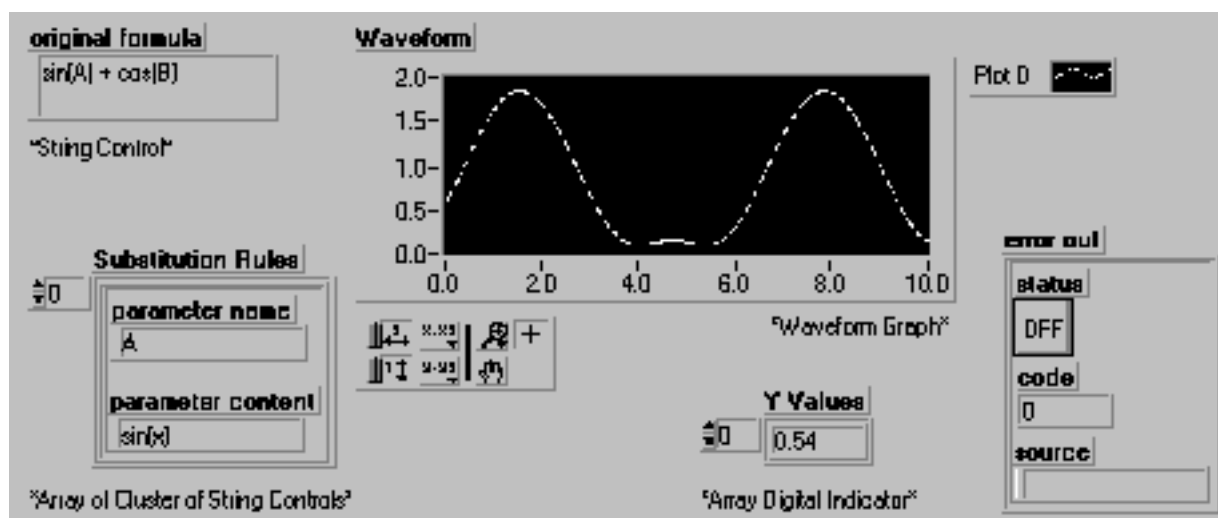 original formula
sin(A) + cos(B)
"String Control"
Waveform
2.0
1.5
1.0
0.5
0.0
0.0 2.0 4.0 6.0 8.0 10.0
Plot 0
"Waveform Graph"
Substitution Rules
0
parameter name
A
parameter content
sin(x)
"Array of Cluster of String Controls"
x.xx
y.yy
Y Values
0
0.54
"Array Digital Indicator"
error out
status
OFF
code
0
source